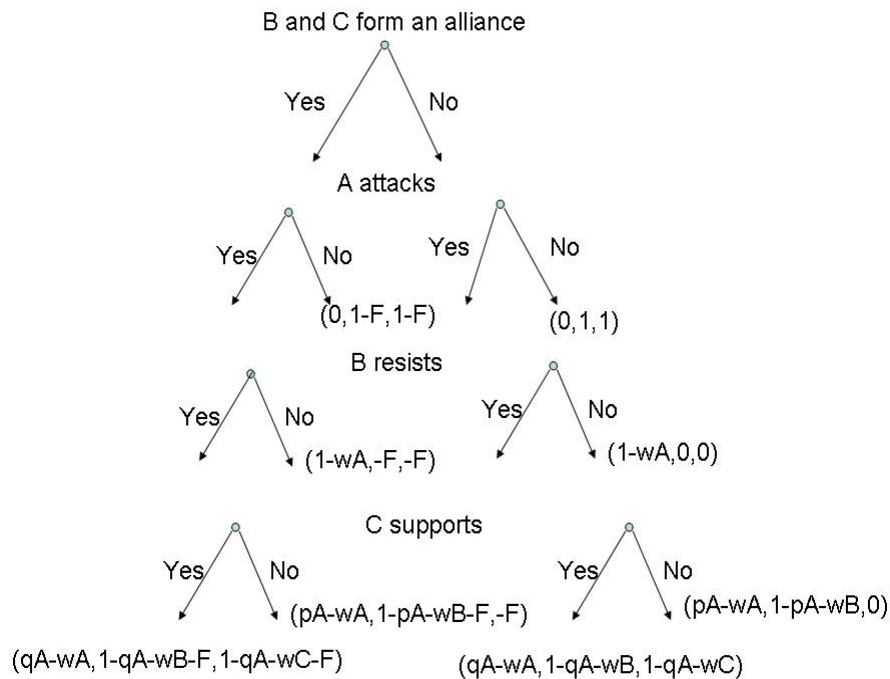 B and C form an alliance
Yes No
A attacks
Yes No Yes No
(0,1-F,1-F) (0,1,1)
B resists
Yes No Yes No
(1-wA,-F,-F) (1-wA,0,0)
C supports
Yes No Yes No
(pA-wA,1-pA-wB-F,-F) (pA-wA,1-pA-wB,0)
(qA-wA,1-qA-wB-F,1-qA-wC-F) (qA-wA,1-qA-wB,1-qA-wC)